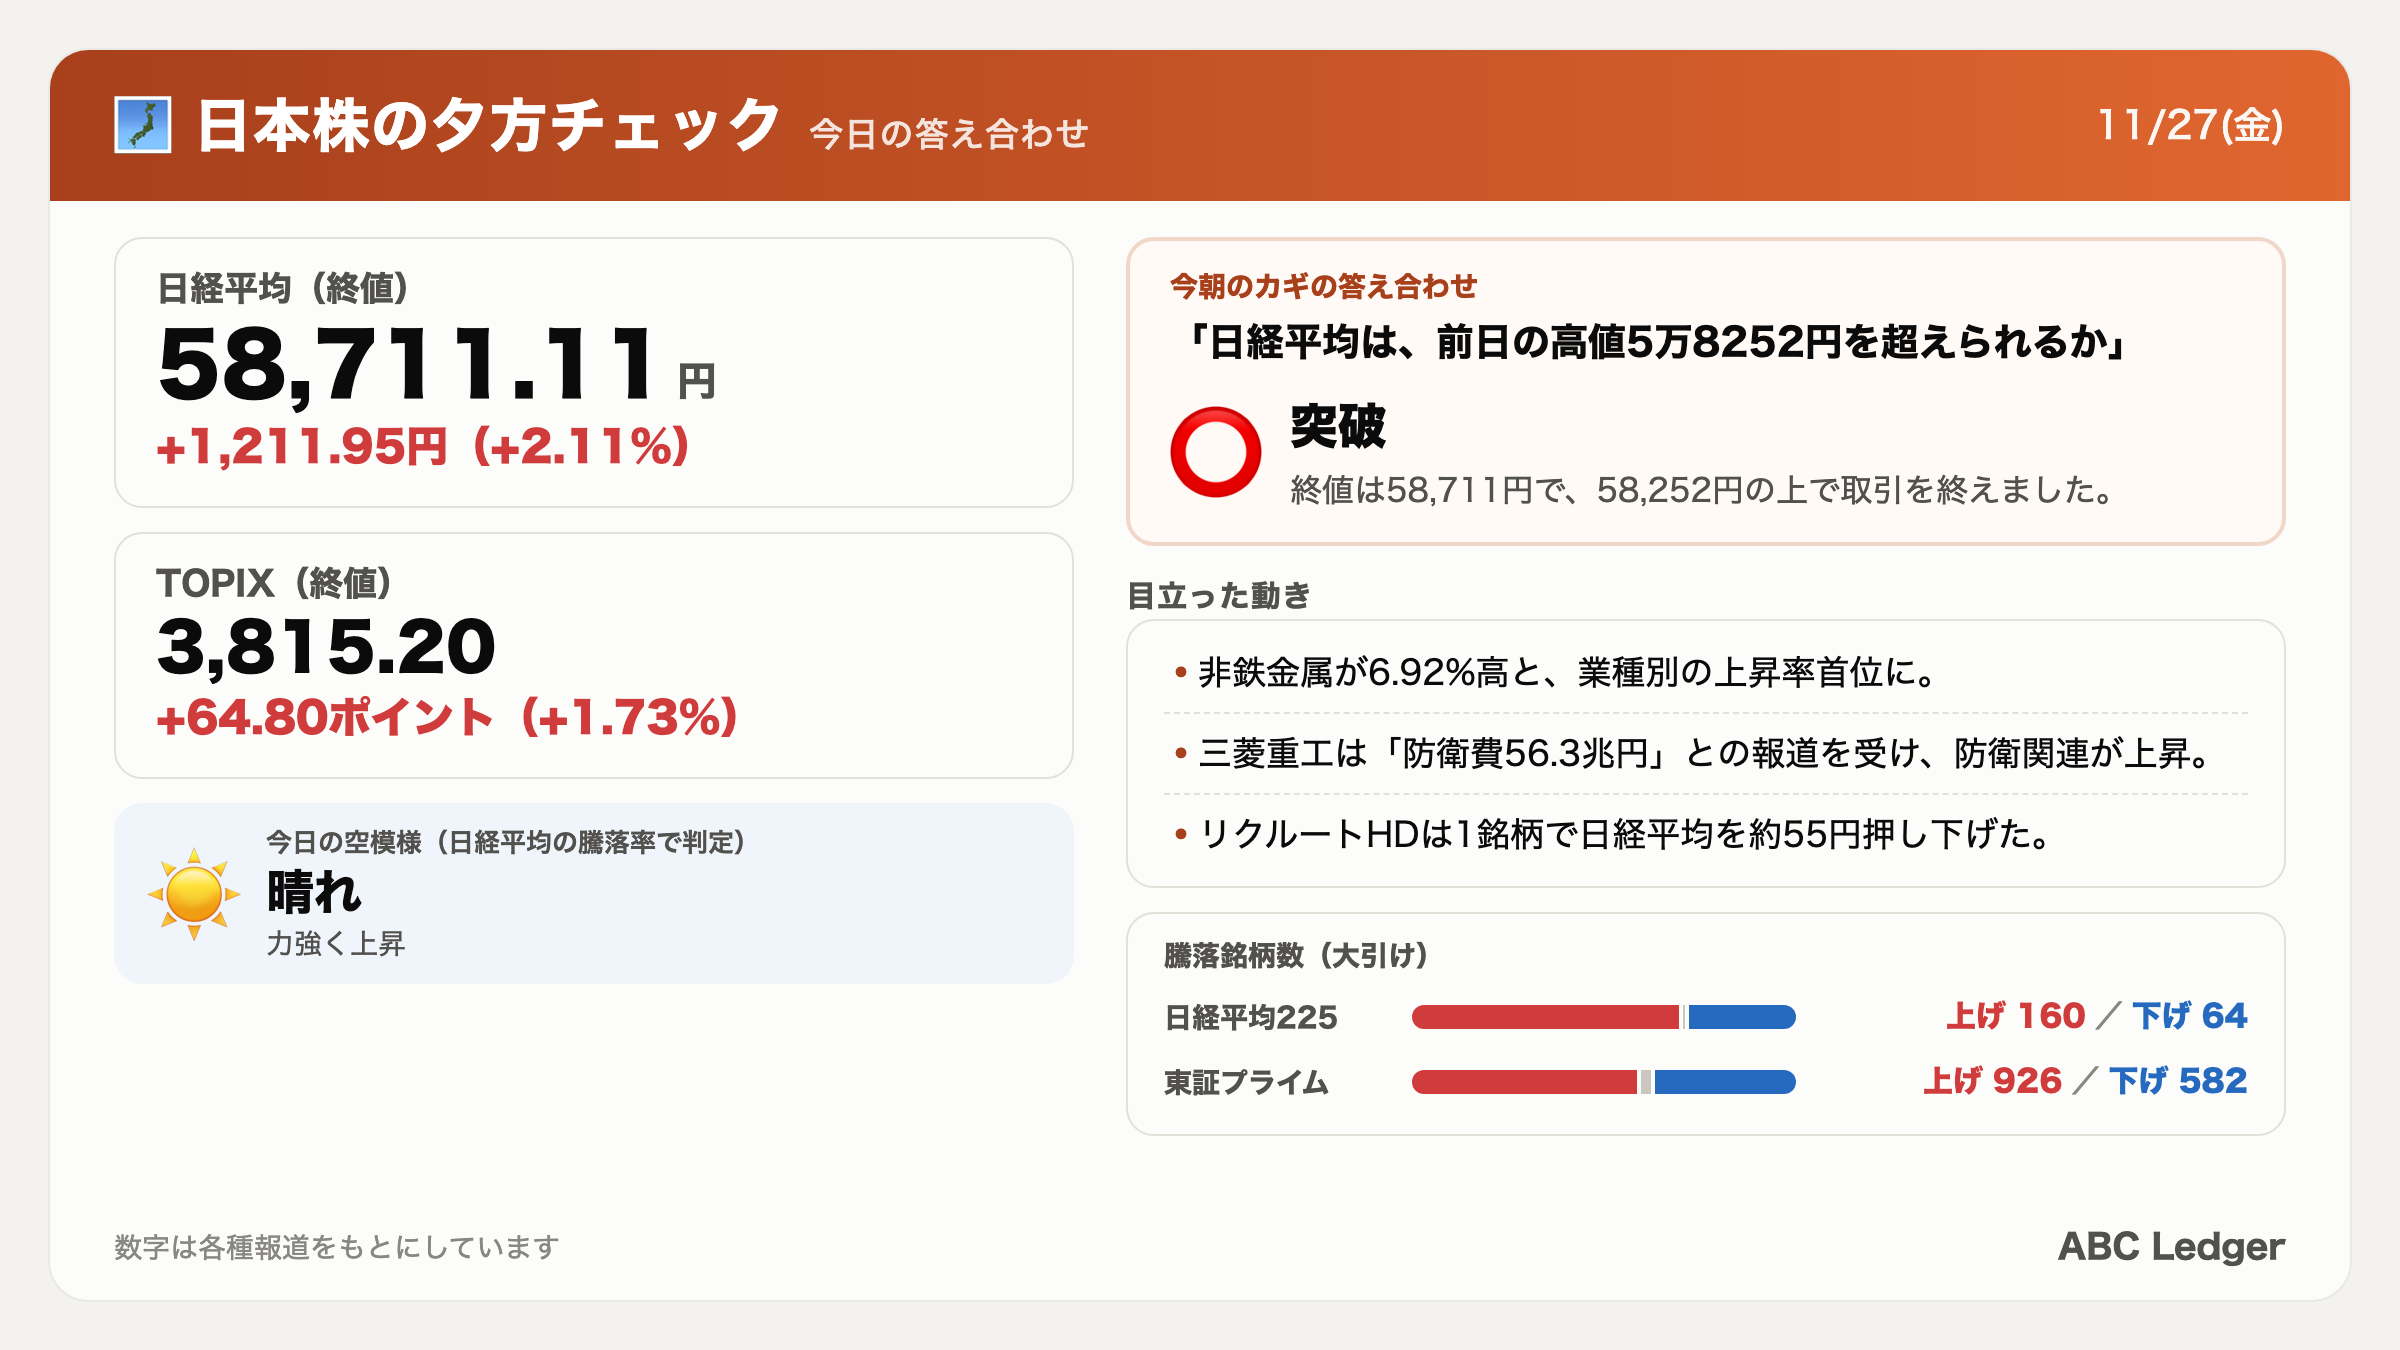 日本株の夕方チェック 今日の答え合わせ
11/27(金)
日経平均（終値）
58,711.11円
+1,211.95円（+2.11%）
TOPIX（終値）
3,815.20
+64.80ポイント（+1.73%）
今日の空模様（日経平均の騰落率で判定）
晴れ
力強く上昇
今朝のカギの答え合わせ
「日経平均は、前日の高値5万8252円を超えられるか」
突破
終値は58,711円で、58,252円の上で取引を終えました。
目立った動き
• 非鉄金属が6.92%高と、業種別の上昇率首位に。
• 三菱重工は「防衛費56.3兆円」との報道を受け、防衛関連が上昇。
• リクルートHDは1銘柄で日経平均を約55円押し下げた。
騰落銘柄数（大引け）
日経平均225 上げ 160 ／ 下げ 64
東証プライム 上げ 926 ／ 下げ 582
数字は各種報道をもとにしています
ABC Ledger